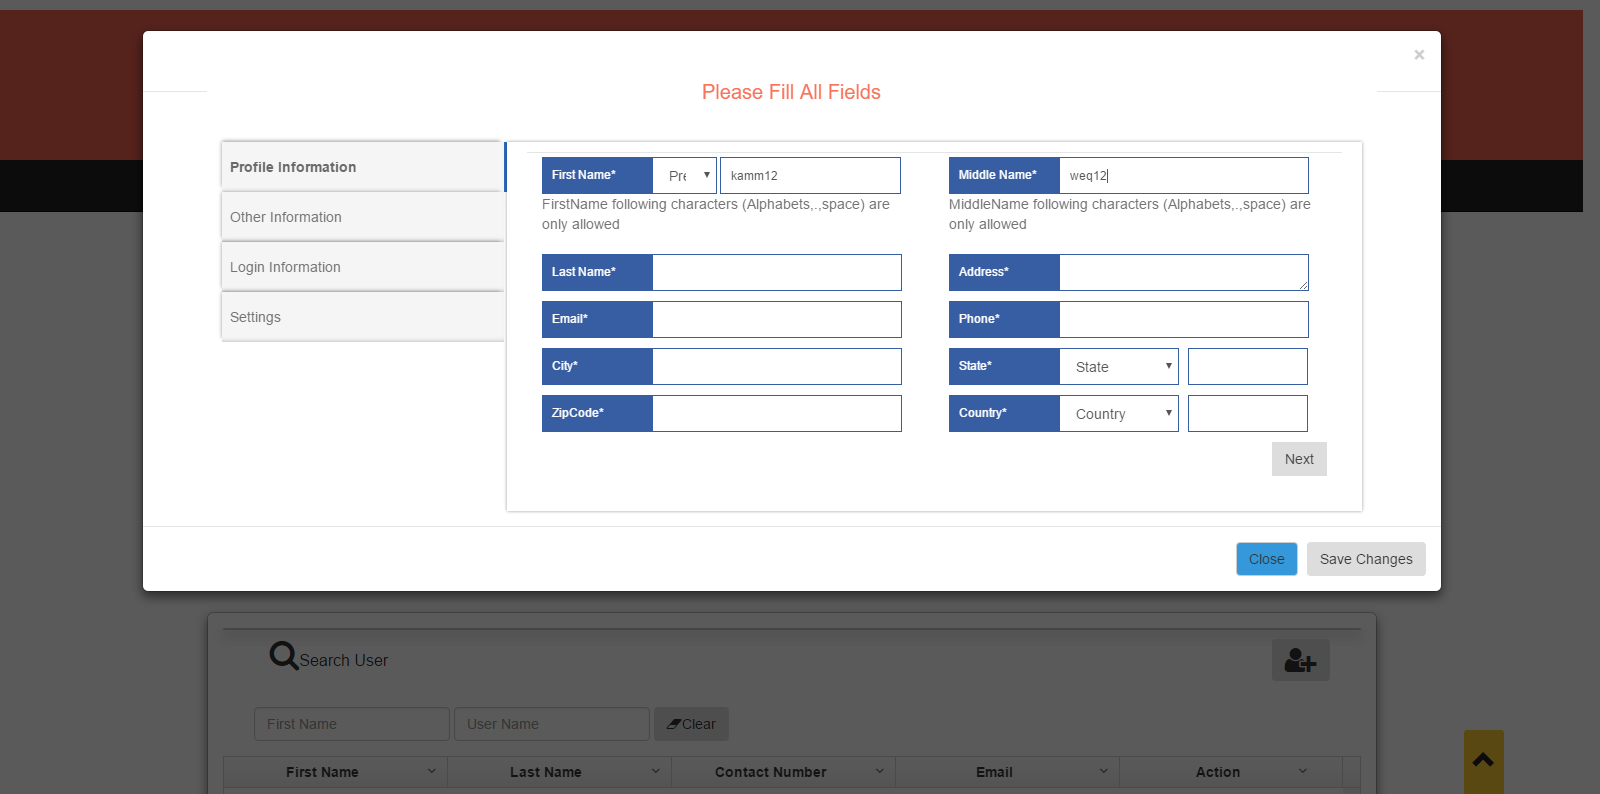 ×
Please Fill All Fields
Profile Information
Other Information
Login Information
Settings
First Name* Pre kamm12
FirstName following characters (Alphabets,.,space) are
only allowed
Middle Name* weq12
MiddleName following characters (Alphabets,.,space) are
only allowed
Last Name*
Address*
Email*
Phone*
City*
State* State
ZipCode*
Country* Country
Next
Close Save Changes
Search User
First Name User Name Clear
First Name Last Name Contact Number Email Action